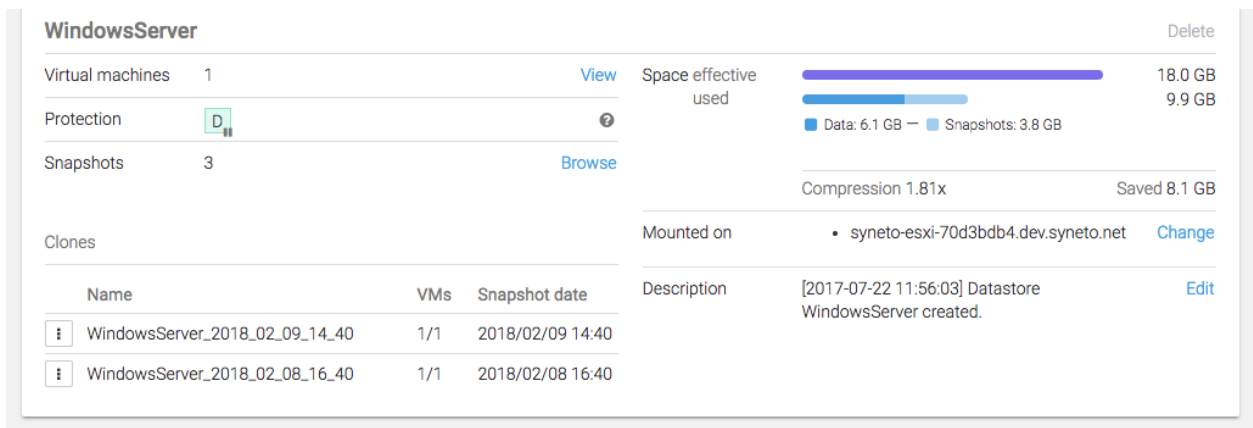 WindowsServer
Delete
Virtual machines 1 View
Protection D
Snapshots 3 Browse
Clones
Name VMs Snapshot date
WindowsServer_2018_02_09_14_40 1/1 2018/02/09 14:40
WindowsServer_2018_02_08_16_40 1/1 2018/02/08 16:40
Space effective 18.0 GB
used 9.9 GB
Data: 6.1 GB — Snapshots: 3.8 GB
Compression 1.81x Saved 8.1 GB
Mounted on • syneto-esxi-70d3bdb4.dev.syneto.net Change
Description [2017-07-22 11:56:03] Datastore Edit
WindowsServer created.